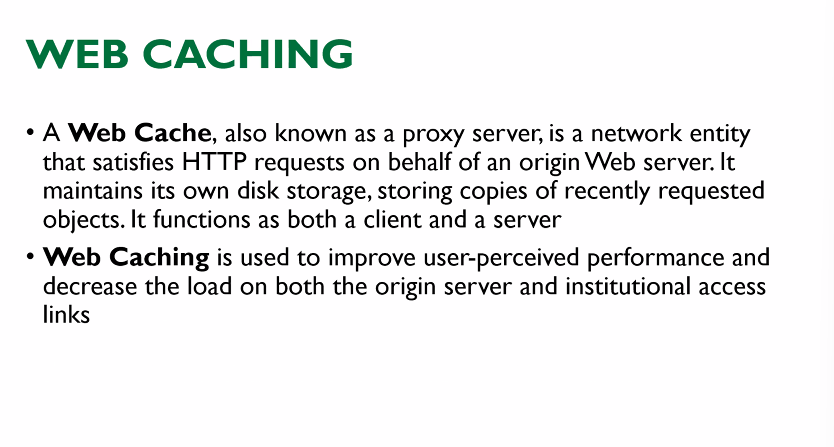 WEB CACHING
• A Web Cache, also known as a proxy server, is a network entity
that satisfies HTTP requests on behalf of an origin Web server. It
maintains its own disk storage, storing copies of recently requested
objects. It functions as both a client and a server
• Web Caching is used to improve user-perceived performance and
decrease the load on both the origin server and institutional access
links